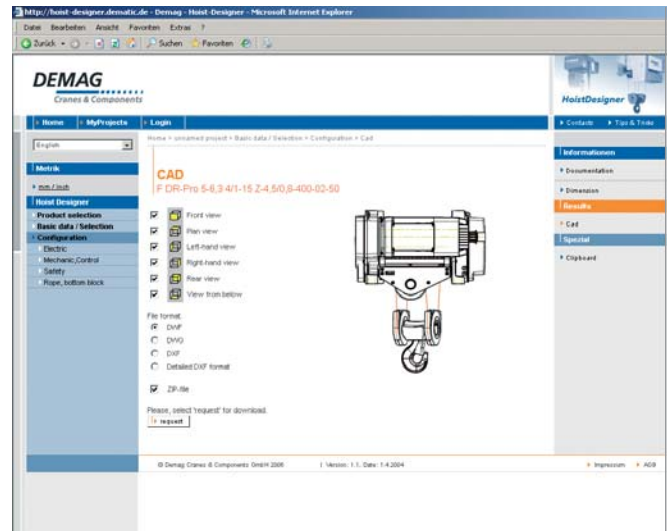 http://hoist-designer.dematic.de - Demag - Hoist-Designer - Microsoft Internet Explorer
Datei Bearbeiten Ansicht Favoriten Extras ?
Zurück Suchen Favoriten
DEMAG
Cranes & Components
HoistDesigner
Home MyProjects Login
Contacts Tips & Tricks
English
Home > unnamed project > Basic data / Selection > Configuration > Cad
Metrik
mm / inch
Hoist Designer
Product selection
Basic data / Selection
Configuration
Electric
Mechanic,Control
Safety
Rope, bottom block
CAD
F DR-Pro 5-6,3 4/1-15 Z-4,5/0,8-400-02-50
Front view
Plan view
Left-hand view
Right-hand view
Rear view
View from below
File format
DWF
DWG
DXF
Detailed DXF format
ZIP-file
Please, select 'request' for download.
request
Informationen
Documentation
Dimension
Results
Cad
Spezial
Clipboard
© Demag Cranes & Components GmbH 2006 | Version: 1.1, Date: 1.4.2004
Impressum AGB